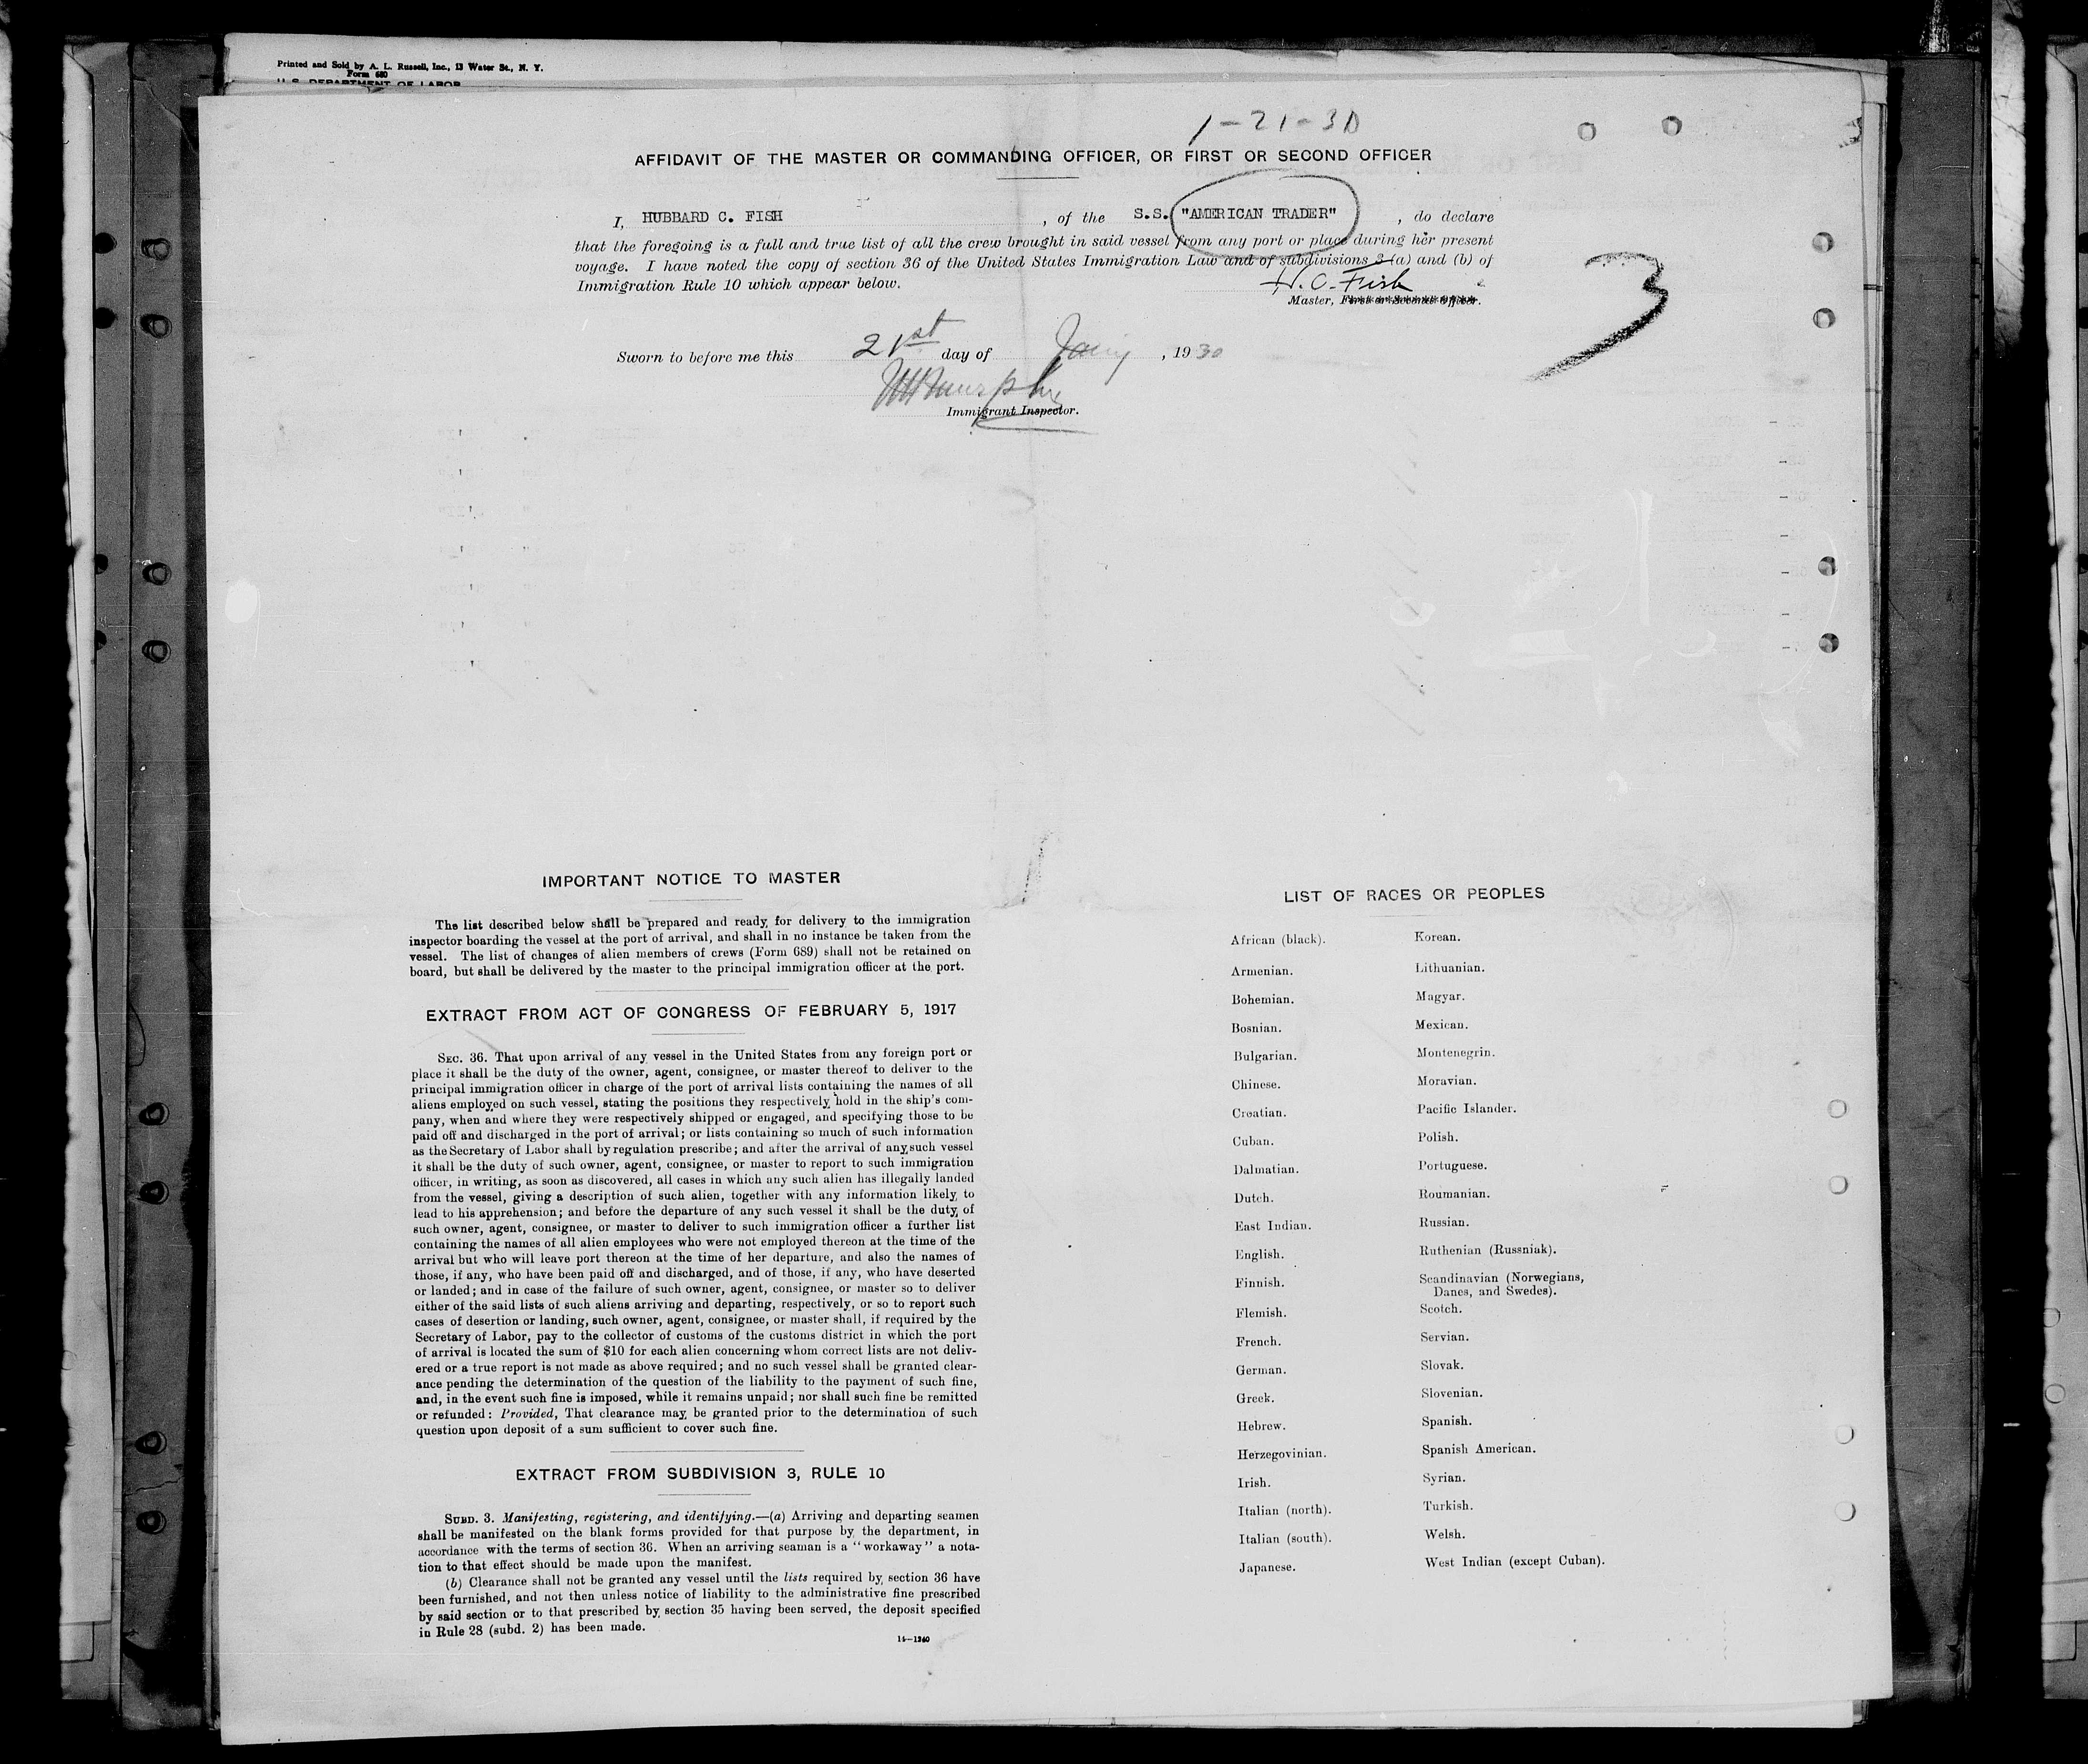 Printed and Sold by A. L. Russell, Inc., 13 Water St., N. Y.
Form 680
U. S. DEPARTMENT OF LABOR
1-21-30
AFFIDAVIT OF THE MASTER OR COMMANDING OFFICER, OR FIRST OR SECOND OFFICER
I, HUBBARD C. FISH, of the S.S. "AMERICAN TRADER", do declare
that the foregoing is a full and true list of all the crew brought in said vessel from any port or place during her present
voyage. I have noted the copy of section 36 of the United States Immigration Law and of subdivisions 3 (a) and (b) of
Immigration Rule 10 which appear below.
H. C. Fish
Master, First or Second Officer.
3
Sworn to before me this 21st day of Jany, 1930
Murphy
Immigrant Inspector.
IMPORTANT NOTICE TO MASTER
The list described below shall be prepared and ready for delivery to the immigration
inspector boarding the vessel at the port of arrival, and shall in no instance be taken from the
vessel. The list of changes of alien members of crews (Form 689) shall not be retained on
board, but shall be delivered by the master to the principal immigration officer at the port.
EXTRACT FROM ACT OF CONGRESS OF FEBRUARY 5, 1917
SEC. 36. That upon arrival of any vessel in the United States from any foreign port or
place it shall be the duty of the owner, agent, consignee, or master thereof to deliver to the
principal immigration officer in charge of the port of arrival lists containing the names of all
aliens employed on such vessel, stating the positions they respectively hold in the ship's com-
pany, when and where they were respectively shipped or engaged, and specifying those to be
paid off and discharged in the port of arrival; or lists containing so much of such information
as the Secretary of Labor shall by regulation prescribe; and after the arrival of any such vessel
it shall be the duty of such owner, agent, consignee, or master to report to such immigration
officer, in writing, as soon as discovered, all cases in which any such alien has illegally landed
from the vessel, giving a description of such alien, together with any information likely to
lead to his apprehension; and before the departure of any such vessel it shall be the duty of
such owner, agent, consignee, or master to deliver to such immigration officer a further list
containing the names of all alien employees who were not employed thereon at the time of the
arrival but who will leave port thereon at the time of her departure, and also the names of
those, if any, who have been paid off and discharged, and of those, if any, who have deserted
or landed; and in case of the failure of such owner, agent, consignee, or master so to deliver
either of the said lists of such aliens arriving and departing, respectively, or so to report such
cases of desertion or landing, such owner, agent, consignee, or master shall, if required by the
Secretary of Labor, pay to the collector of customs of the customs district in which the port
of arrival is located the sum of $10 for each alien concerning whom correct lists are not deliv-
ered or a true report is not made as above required; and no such vessel shall be granted clear-
ance pending the determination of the question of the liability to the payment of such fine,
and, in the event such fine is imposed, while it remains unpaid; nor shall such fine be remitted
or refunded: Provided, That clearance may be granted prior to the determination of such
question upon deposit of a sum sufficient to cover such fine.
EXTRACT FROM SUBDIVISION 3, RULE 10
SUBD. 3. Manifesting, registering, and identifying.—(a) Arriving and departing seamen
shall be manifested on the blank forms provided for that purpose by the department, in
accordance with the terms of section 36. When an arriving seaman is a "workaway" a nota-
tion to that effect should be made upon the manifest.
(b) Clearance shall not be granted any vessel until the lists required by section 36 have
been furnished, and not then unless notice of liability to the administrative fine prescribed
by said section or to that prescribed by section 35 having been served, the deposit specified
in Rule 28 (subd. 2) has been made.
14—1240
LIST OF RACES OR PEOPLES
African (black).
Armenian.
Bohemian.
Bosnian.
Bulgarian.
Chinese.
Croatian.
Cuban.
Dalmatian.
Dutch.
East Indian.
English.
Finnish.
Flemish.
French.
German.
Greek.
Hebrew.
Herzegovinian.
Irish.
Italian (north).
Italian (south).
Japanese.
Korean.
Lithuanian.
Magyar.
Mexican.
Montenegrin.
Moravian.
Pacific Islander.
Polish.
Portuguese.
Roumanian.
Russian.
Ruthenian (Russniak).
Scandinavian (Norwegians,
Danes, and Swedes).
Scotch.
Servian.
Slovak.
Slovenian.
Spanish.
Spanish American.
Syrian.
Turkish.
Welsh.
West Indian (except Cuban).